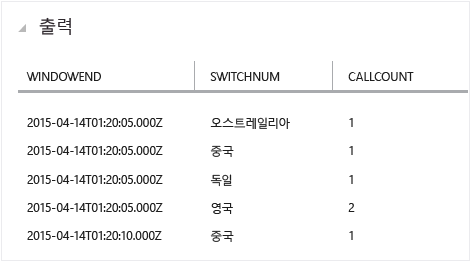 출력
WINDOWEND SWITCHNUM CALLCOUNT
2015-04-14T01:20:05.000Z 오스트레일리아 1
2015-04-14T01:20:05.000Z 중국 1
2015-04-14T01:20:05.000Z 독일 1
2015-04-14T01:20:05.000Z 영국 2
2015-04-14T01:20:10.000Z 중국 1